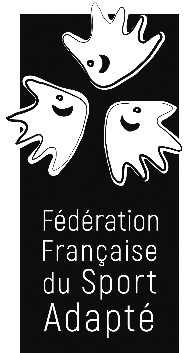 Fédération
Française
du Sport
Adapté